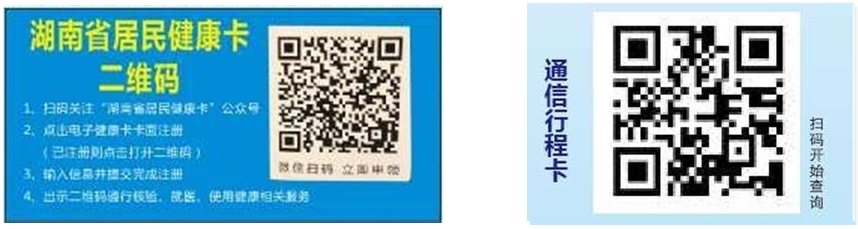 湖南省居民健康卡
二维码
1、扫码关注“湖南省居民健康卡”公众号
2、点击电子健康卡卡面注册
（已注册则点击打开二维码）
3、输入信息并提交完成注册
4、出示二维码通行核验、就医、使用健康相关服务
微信扫码 立即申领
通信行程卡
扫码开始查询